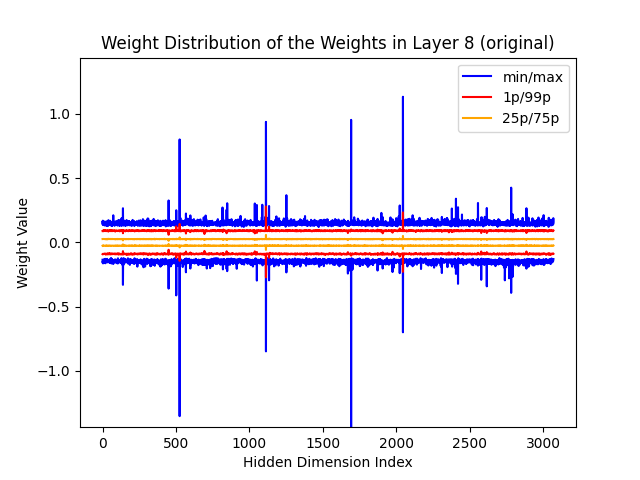 Weight Distribution of the Weights in Layer 8 (original)
min/max
1p/99p
25p/75p
1.0
0.5
0.0
−0.5
−1.0
Weight Value
0 500 1000 1500 2000 2500 3000
Hidden Dimension Index